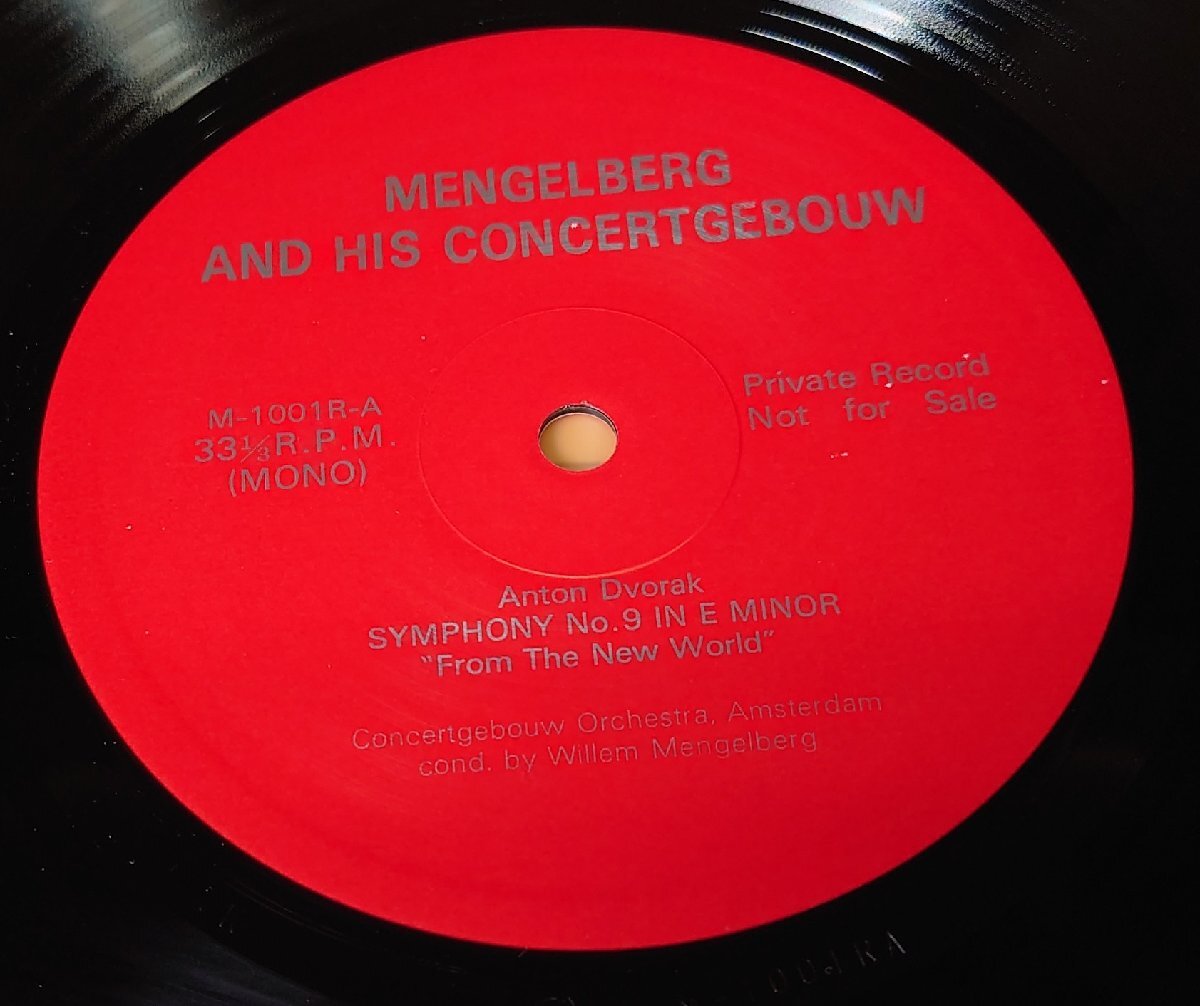 MENGELBERG
AND HIS CONCERTGEBOUW
M-1001R-A
33⅓R.P.M.
(MONO)
Private Record
Not for Sale
Anton Dvorak
SYMPHONY No.9 IN E MINOR
"From The New World"
Concertgebouw Orchestra, Amsterdam
cond. by Willem Mengelberg